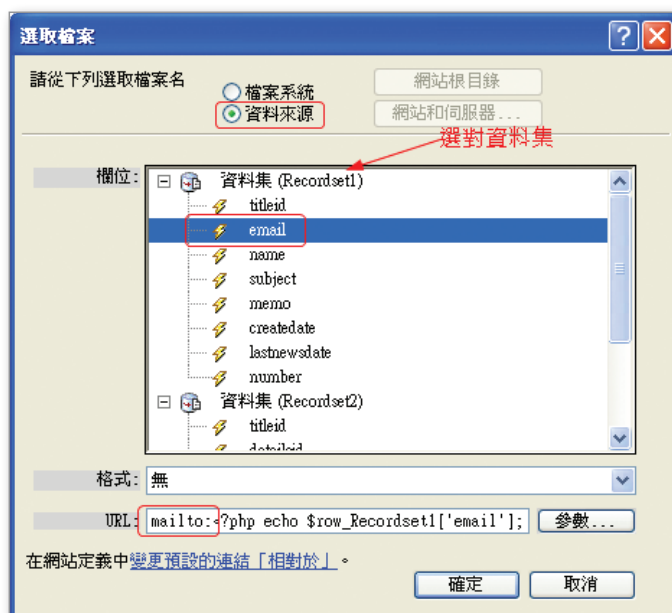 選取檔案
請從下列選取檔案名
檔案系統
資料來源
網站根目錄
網站和伺服器...
選對資料集
欄位:
資料集 (Recordset1)
titleid
email
name
subject
memo
createdate
lastnewsdate
number
資料集 (Recordset2)
titleid
格式: 無
URL: mailto:<?php echo $row_Recordset1['email']; 參數...
在網站定義中變更預設的連結「相對於」。
確定 取消